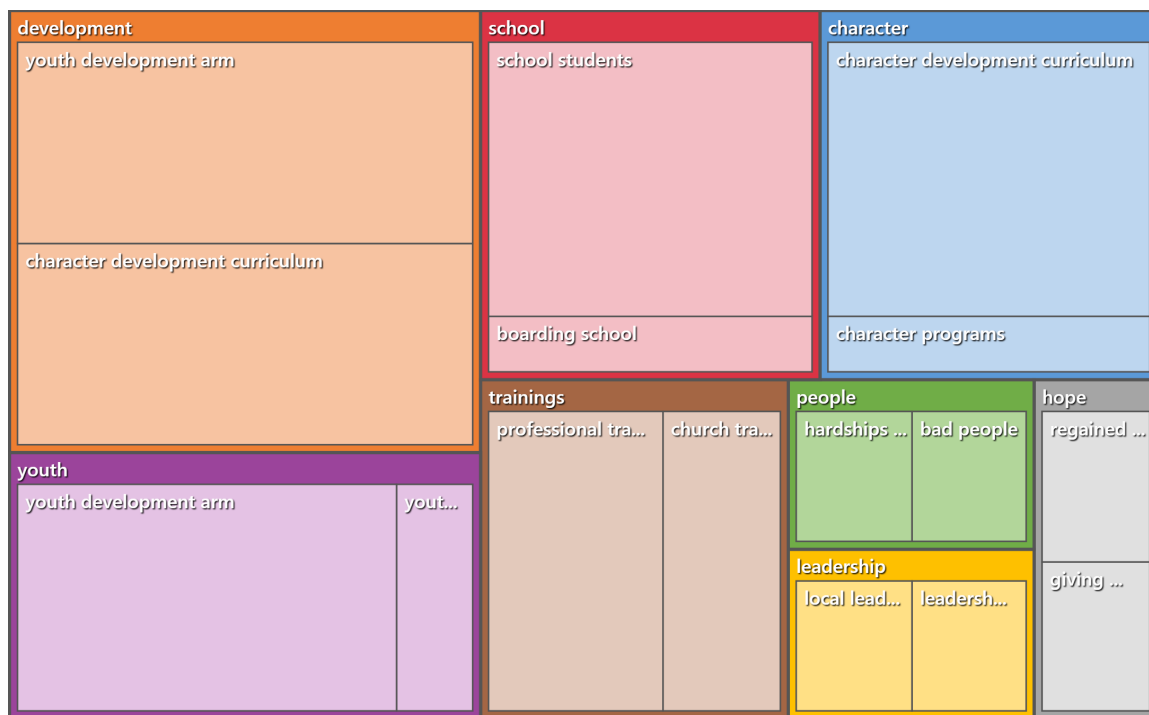 development
youth development arm
character development curriculum
youth
youth development arm
yout...
school
school students
boarding school
character
character development curriculum
character programs
trainings
professional tra...
church tra...
people
hardships ...
bad people
leadership
local lead...
leadersh...
hope
regained ...
giving ...